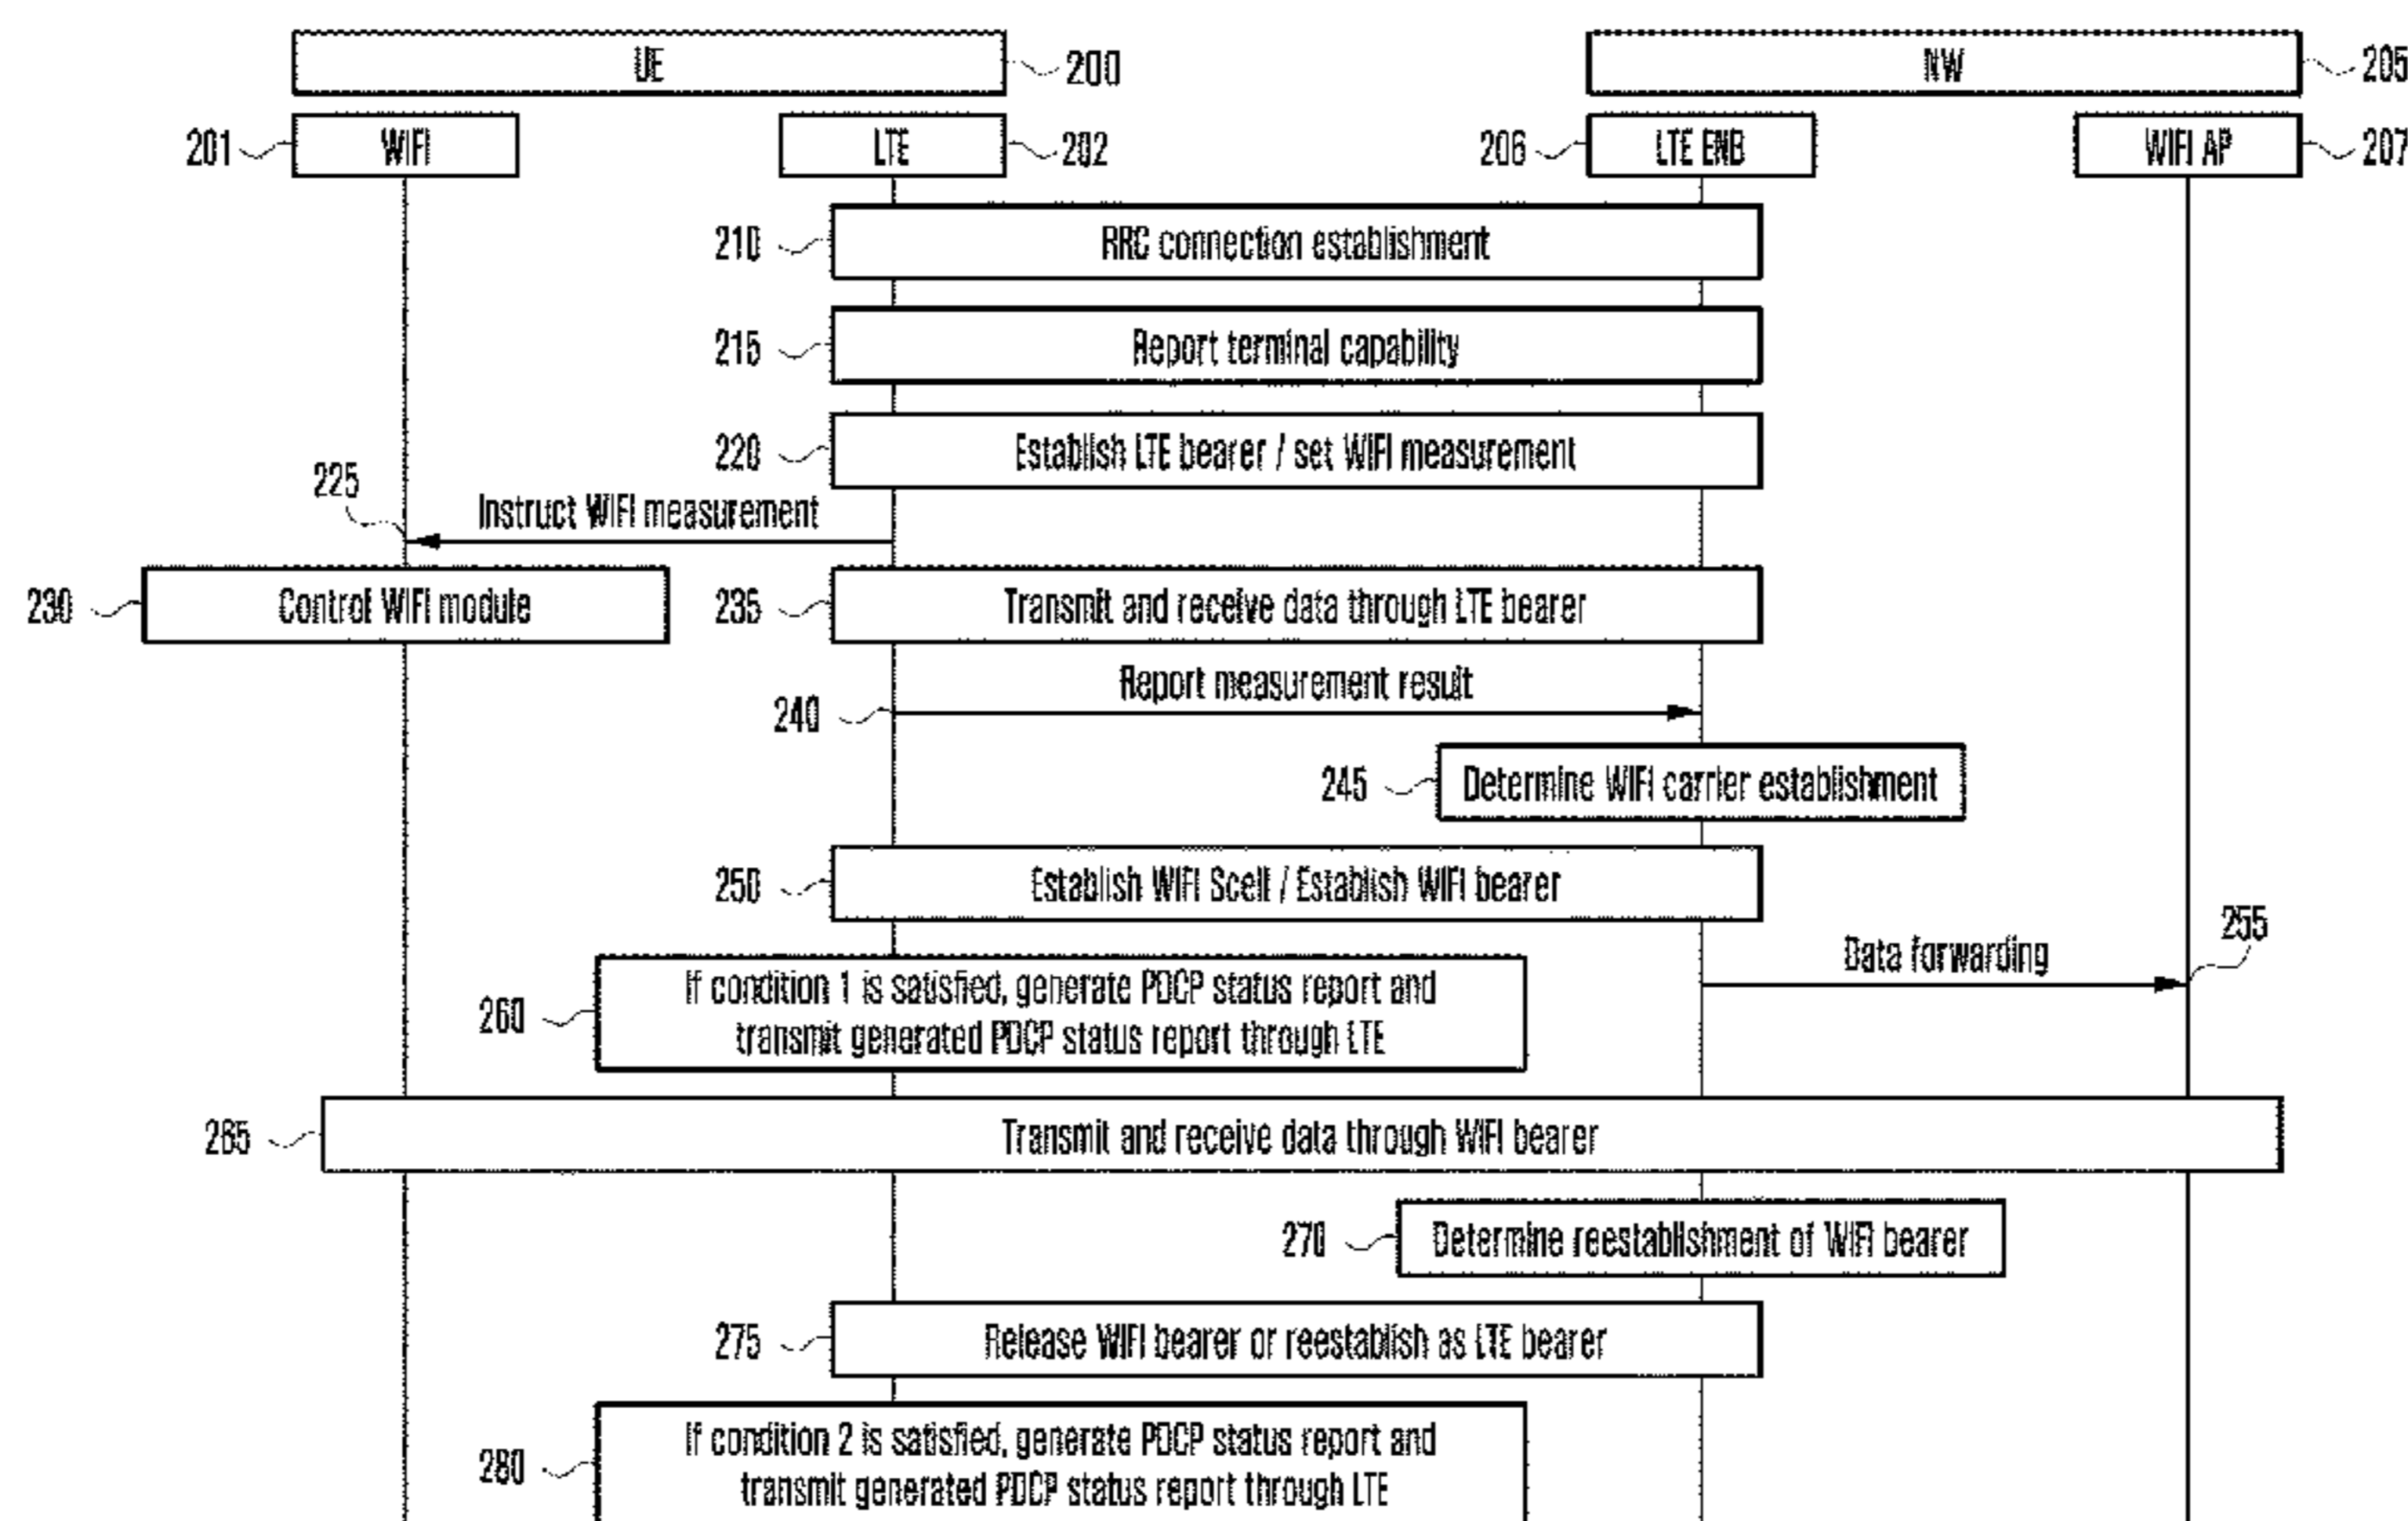 UE
200
NW
205
201
WIFI
LTE
202
206
LTE ENB
WIFI AP
207
210
RRC connection establishment
215
Report terminal capability
220
Establish LTE bearer / set WIFI measurement
225
Instruct WIFI measurement
230
Control WIFI module
235
Transmit and receive data through LTE bearer
Report measurement result
240
245
Determine WIFI carrier establishment
250
Establish WIFI Scell / Establish WIFI bearer
255
Data forwarding
260
If condition 1 is satisfied, generate PDCP status report and
transmit generated PDCP status report through LTE
265
Transmit and receive data through WIFI bearer
270
Determine reestablishment of WIFI bearer
275
Release WIFI bearer or reestablish as LTE bearer
280
If condition 2 is satisfied, generate PDCP status report and
transmit generated PDCP status report through LTE